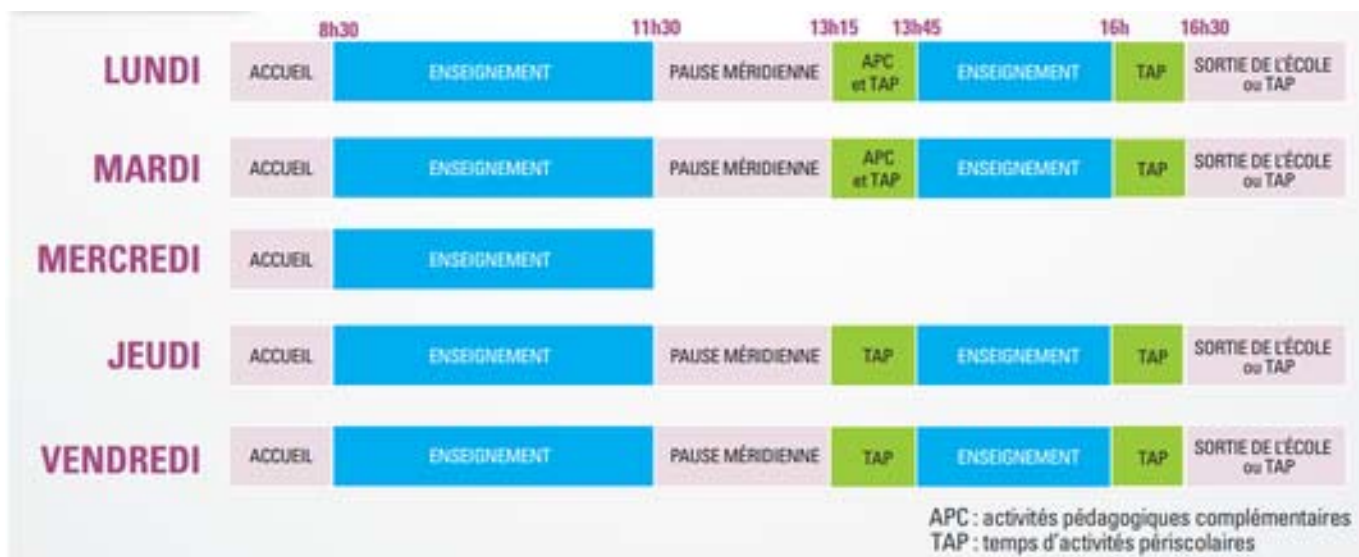 8h30 11h30 13h15 13h45 16h 16h30
LUNDI ACCUEIL ENSEIGNEMENT PAUSE MÉRIDIENNE APC et TAP ENSEIGNEMENT TAP SORTIE DE L'ÉCOLE ou TAP
MARDI ACCUEIL ENSEIGNEMENT PAUSE MÉRIDIENNE APC et TAP ENSEIGNEMENT TAP SORTIE DE L'ÉCOLE ou TAP
MERCREDI ACCUEIL ENSEIGNEMENT
JEUDI ACCUEIL ENSEIGNEMENT PAUSE MÉRIDIENNE TAP ENSEIGNEMENT TAP SORTIE DE L'ÉCOLE ou TAP
VENDREDI ACCUEIL ENSEIGNEMENT PAUSE MÉRIDIENNE TAP ENSEIGNEMENT TAP SORTIE DE L'ÉCOLE ou TAP
APC : activités pédagogiques complémentaires
TAP : temps d'activités périscolaires